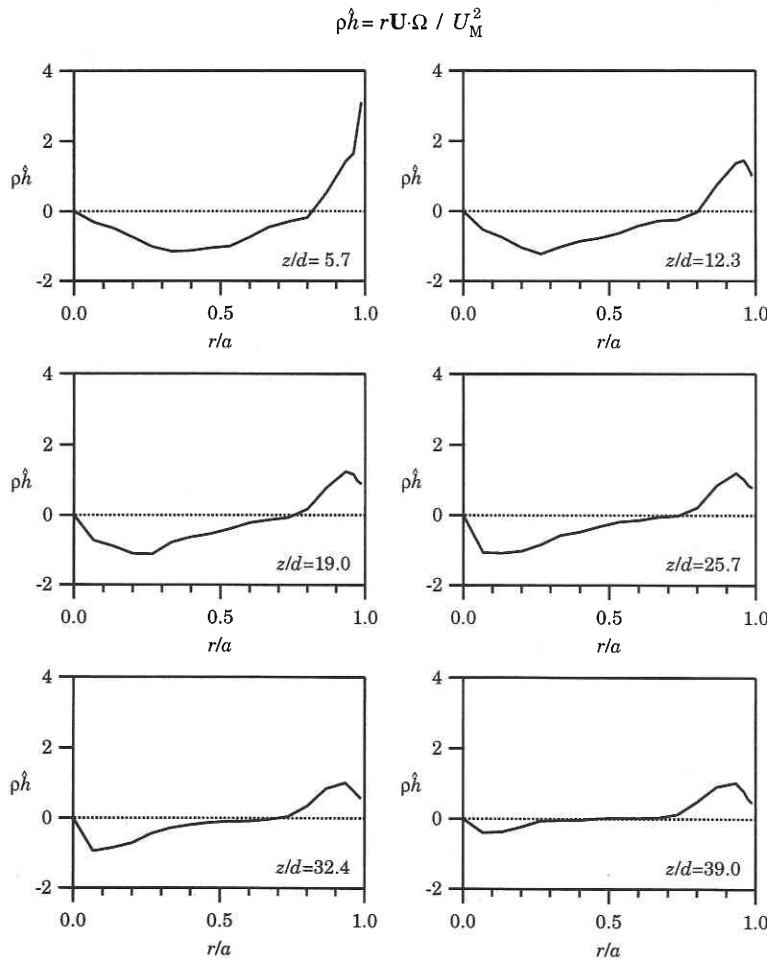 ρĥ = rU·Ω / U_M^2
4
2
ρĥ
0
-2
z/d= 5.7
0.0 0.5 1.0
r/a
4
2
ρĥ
0
-2
z/d=12.3
0.0 0.5 1.0
r/a
4
2
ρĥ
0
-2
z/d=19.0
0.0 0.5 1.0
r/a
4
2
ρĥ
0
-2
z/d=25.7
0.0 0.5 1.0
r/a
4
2
ρĥ
0
-2
z/d=32.4
0.0 0.5 1.0
r/a
4
2
ρĥ
0
-2
z/d=39.0
0.0 0.5 1.0
r/a